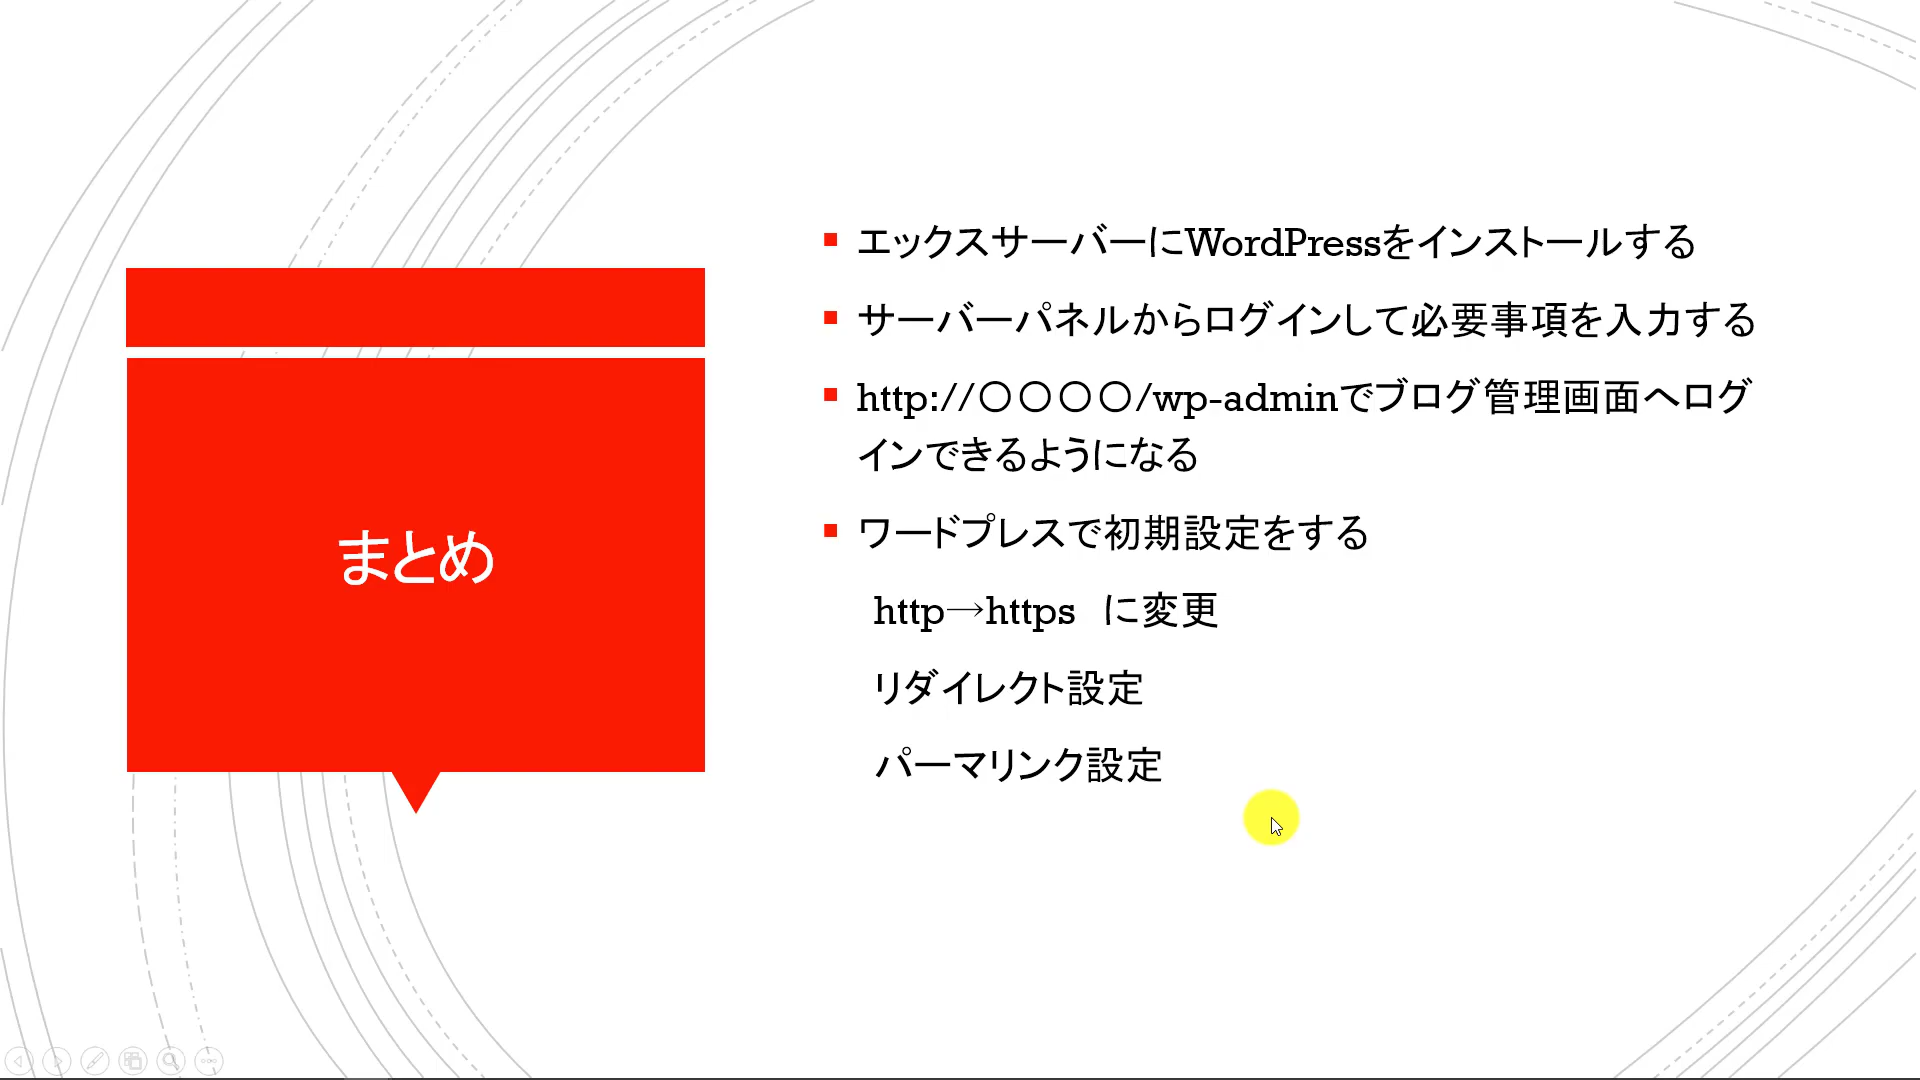 まとめ
エックスサーバーにWordPressをインストールする
サーバーパネルからログインして必要事項を入力する
http://〇〇〇〇/wp-adminでブログ管理画面へログ
インできるようになる
ワードプレスで初期設定をする
http→https　に変更
リダイレクト設定
パーマリンク設定